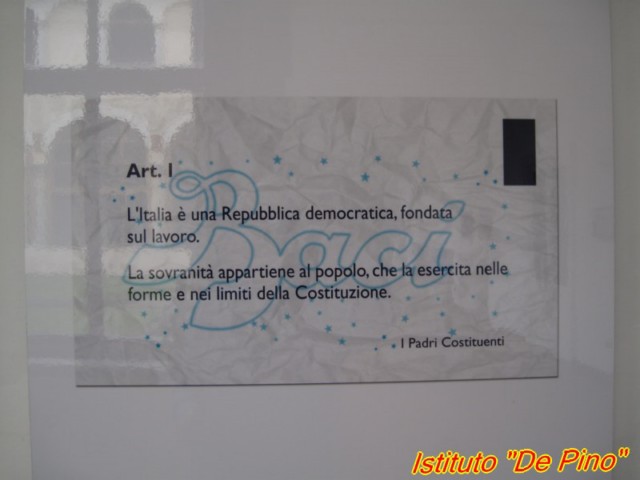 Art. I
Baci
L'Italia è una Repubblica democratica, fondata
sul lavoro.
La sovranità appartiene al popolo, che la esercita nelle
forme e nei limiti della Costituzione.
I Padri Costituenti
Istituto "De Pino"